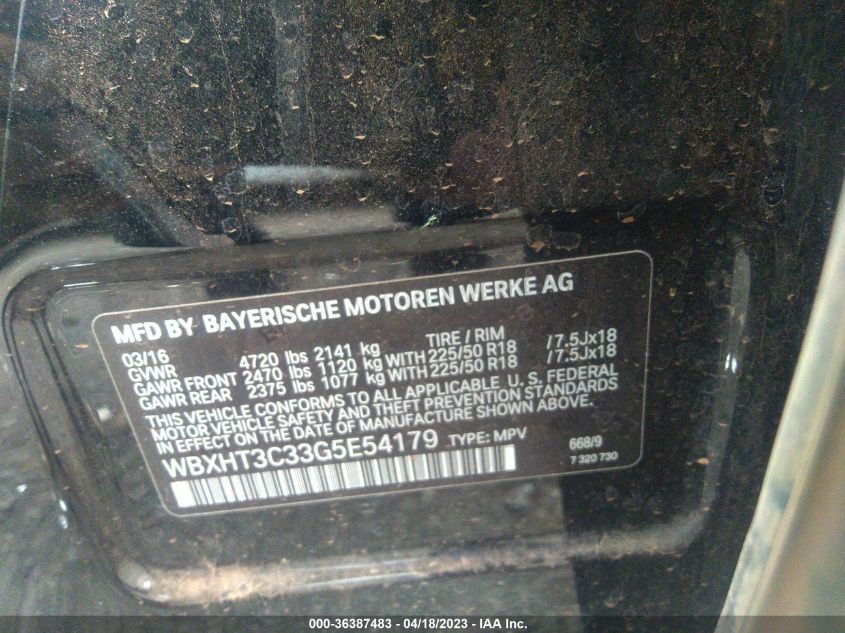 MFD BY BAYERISCHE MOTOREN WERKE AG
03/16 TIRE / RIM
GVWR 4720 lbs 2141 kg
GAWR FRONT 2470 lbs 1120 kg WITH 225/50 R18 /7.5Jx18
GAWR REAR 2375 lbs 1077 kg WITH 225/50 R18 /7.5Jx18
THIS VEHICLE CONFORMS TO ALL APPLICABLE U. S. FEDERAL
MOTOR VEHICLE SAFETY AND THEFT PREVENTION STANDARDS
IN EFFECT ON THE DATE OF MANUFACTURE SHOWN ABOVE.
WBXHT3C33G5E54179 TYPE: MPV 668/9
7 320 730
000-36387483 - 04/18/2023 - IAA Inc.